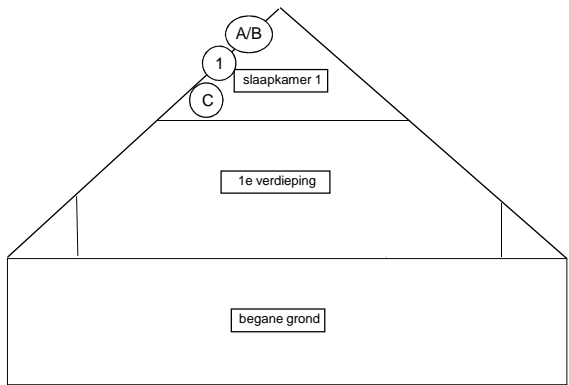 A/B
1
slaapkamer 1
C
1e verdieping
begane grond